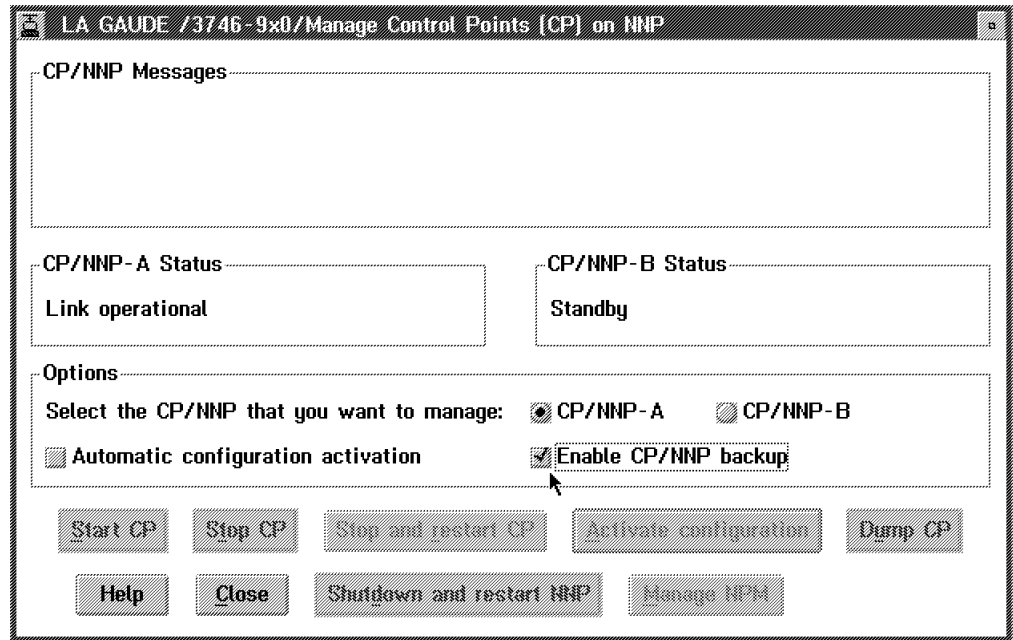 LA GAUDE /3746-9x0/Manage Control Points (CP) on NNP
CP/NNP Messages
CP/NNP-A Status
CP/NNP-B Status
Link operational
Standby
Options
Select the CP/NNP that you want to manage: CP/NNP-A CP/NNP-B
Automatic configuration activation Enable CP/NNP backup
Start CP Stop CP Stop and restart CP Activate configuration Dump CP
Help Close Shutdown and restart NNP Manage NPM